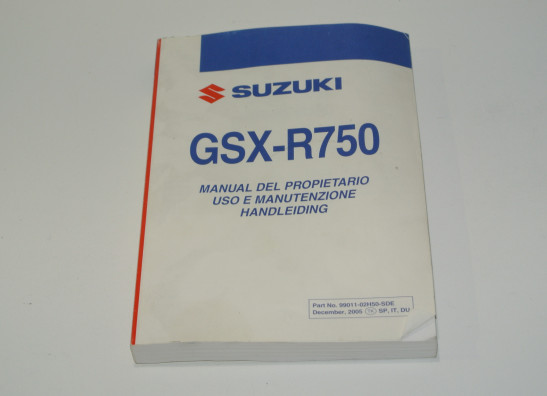 SUZUKI
GSX-R750
MANUAL DEL PROPIETARIO
USO E MANUTENZIONE
HANDLEIDING
Part No. 99011-02H50-SDE
December, 2005 TK SP, IT, DU